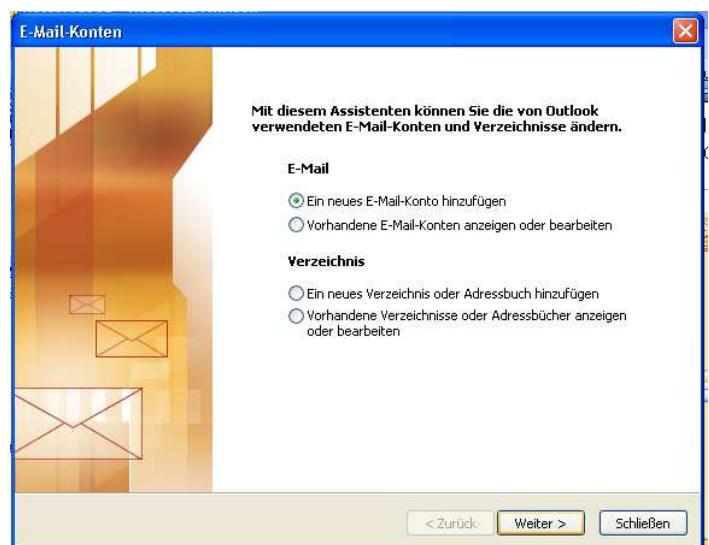 E-Mail-Konten
Mit diesem Assistenten können Sie die von Outlook
verwendeten E-Mail-Konten und Verzeichnisse ändern.
E-Mail
Ein neues E-Mail-Konto hinzufügen
Vorhandene E-Mail-Konten anzeigen oder bearbeiten
Verzeichnis
Ein neues Verzeichnis oder Adressbuch hinzufügen
Vorhandene Verzeichnisse oder Adressbücher anzeigen
oder bearbeiten
< Zurück Weiter > Schließen